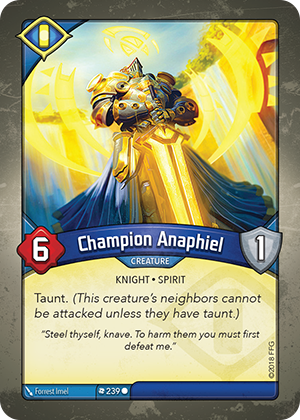 Champion Anaphiel
CREATURE
6
1
KNIGHT • SPIRIT
Taunt. (This creature's neighbors cannot
be attacked unless they have taunt.)
"Steel thyself, knave. To harm them you must first
defeat me."
Forrest Imel
239
©2018 FFG